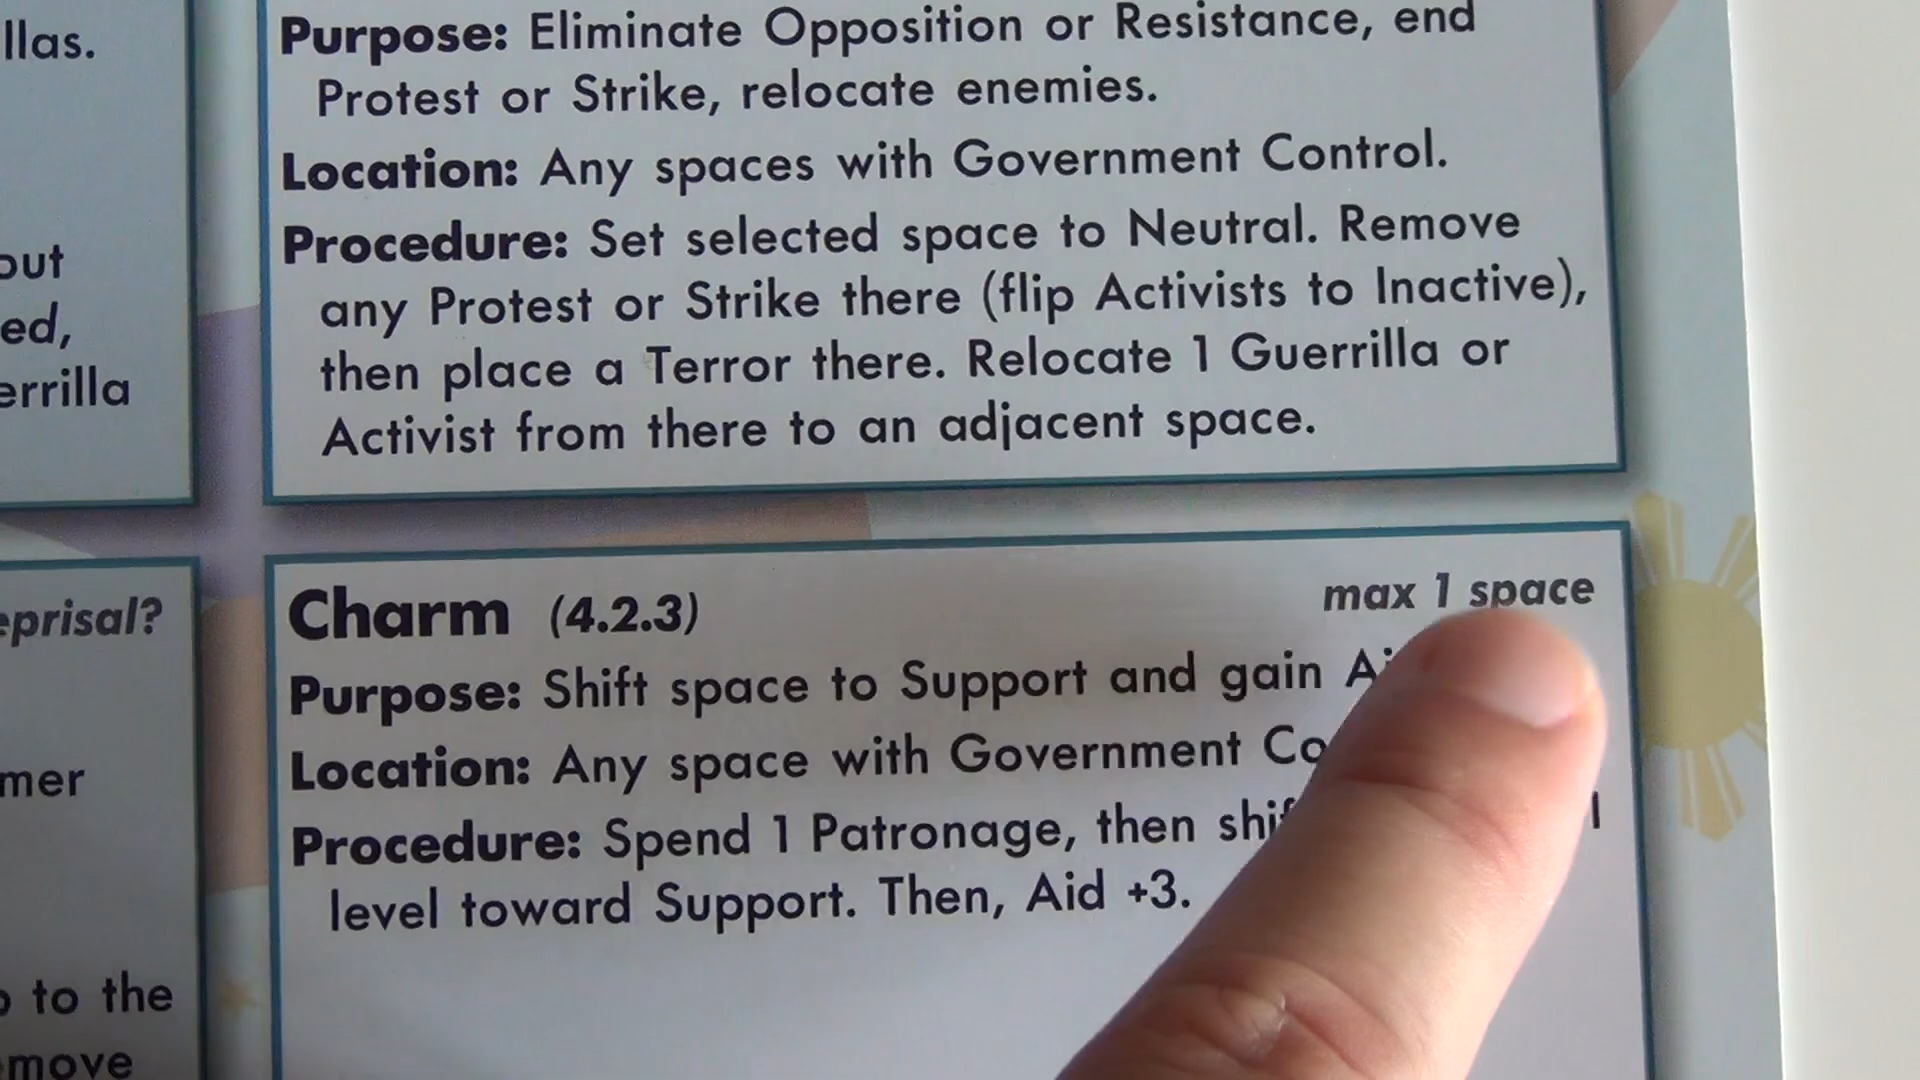 llas.
out
ed,
errilla
Purpose: Eliminate Opposition or Resistance, end
Protest or Strike, relocate enemies.
Location: Any spaces with Government Control.
Procedure: Set selected space to Neutral. Remove
any Protest or Strike there (flip Activists to Inactive),
then place a Terror there. Relocate 1 Guerrilla or
Activist from there to an adjacent space.
eprisal?
mer
to the
move
Charm (4.2.3)
max 1 space
Purpose: Shift space to Support and gain
Location: Any space with Government
Procedure: Spend 1 Patronage, then
level toward Support. Then, Aid +3.